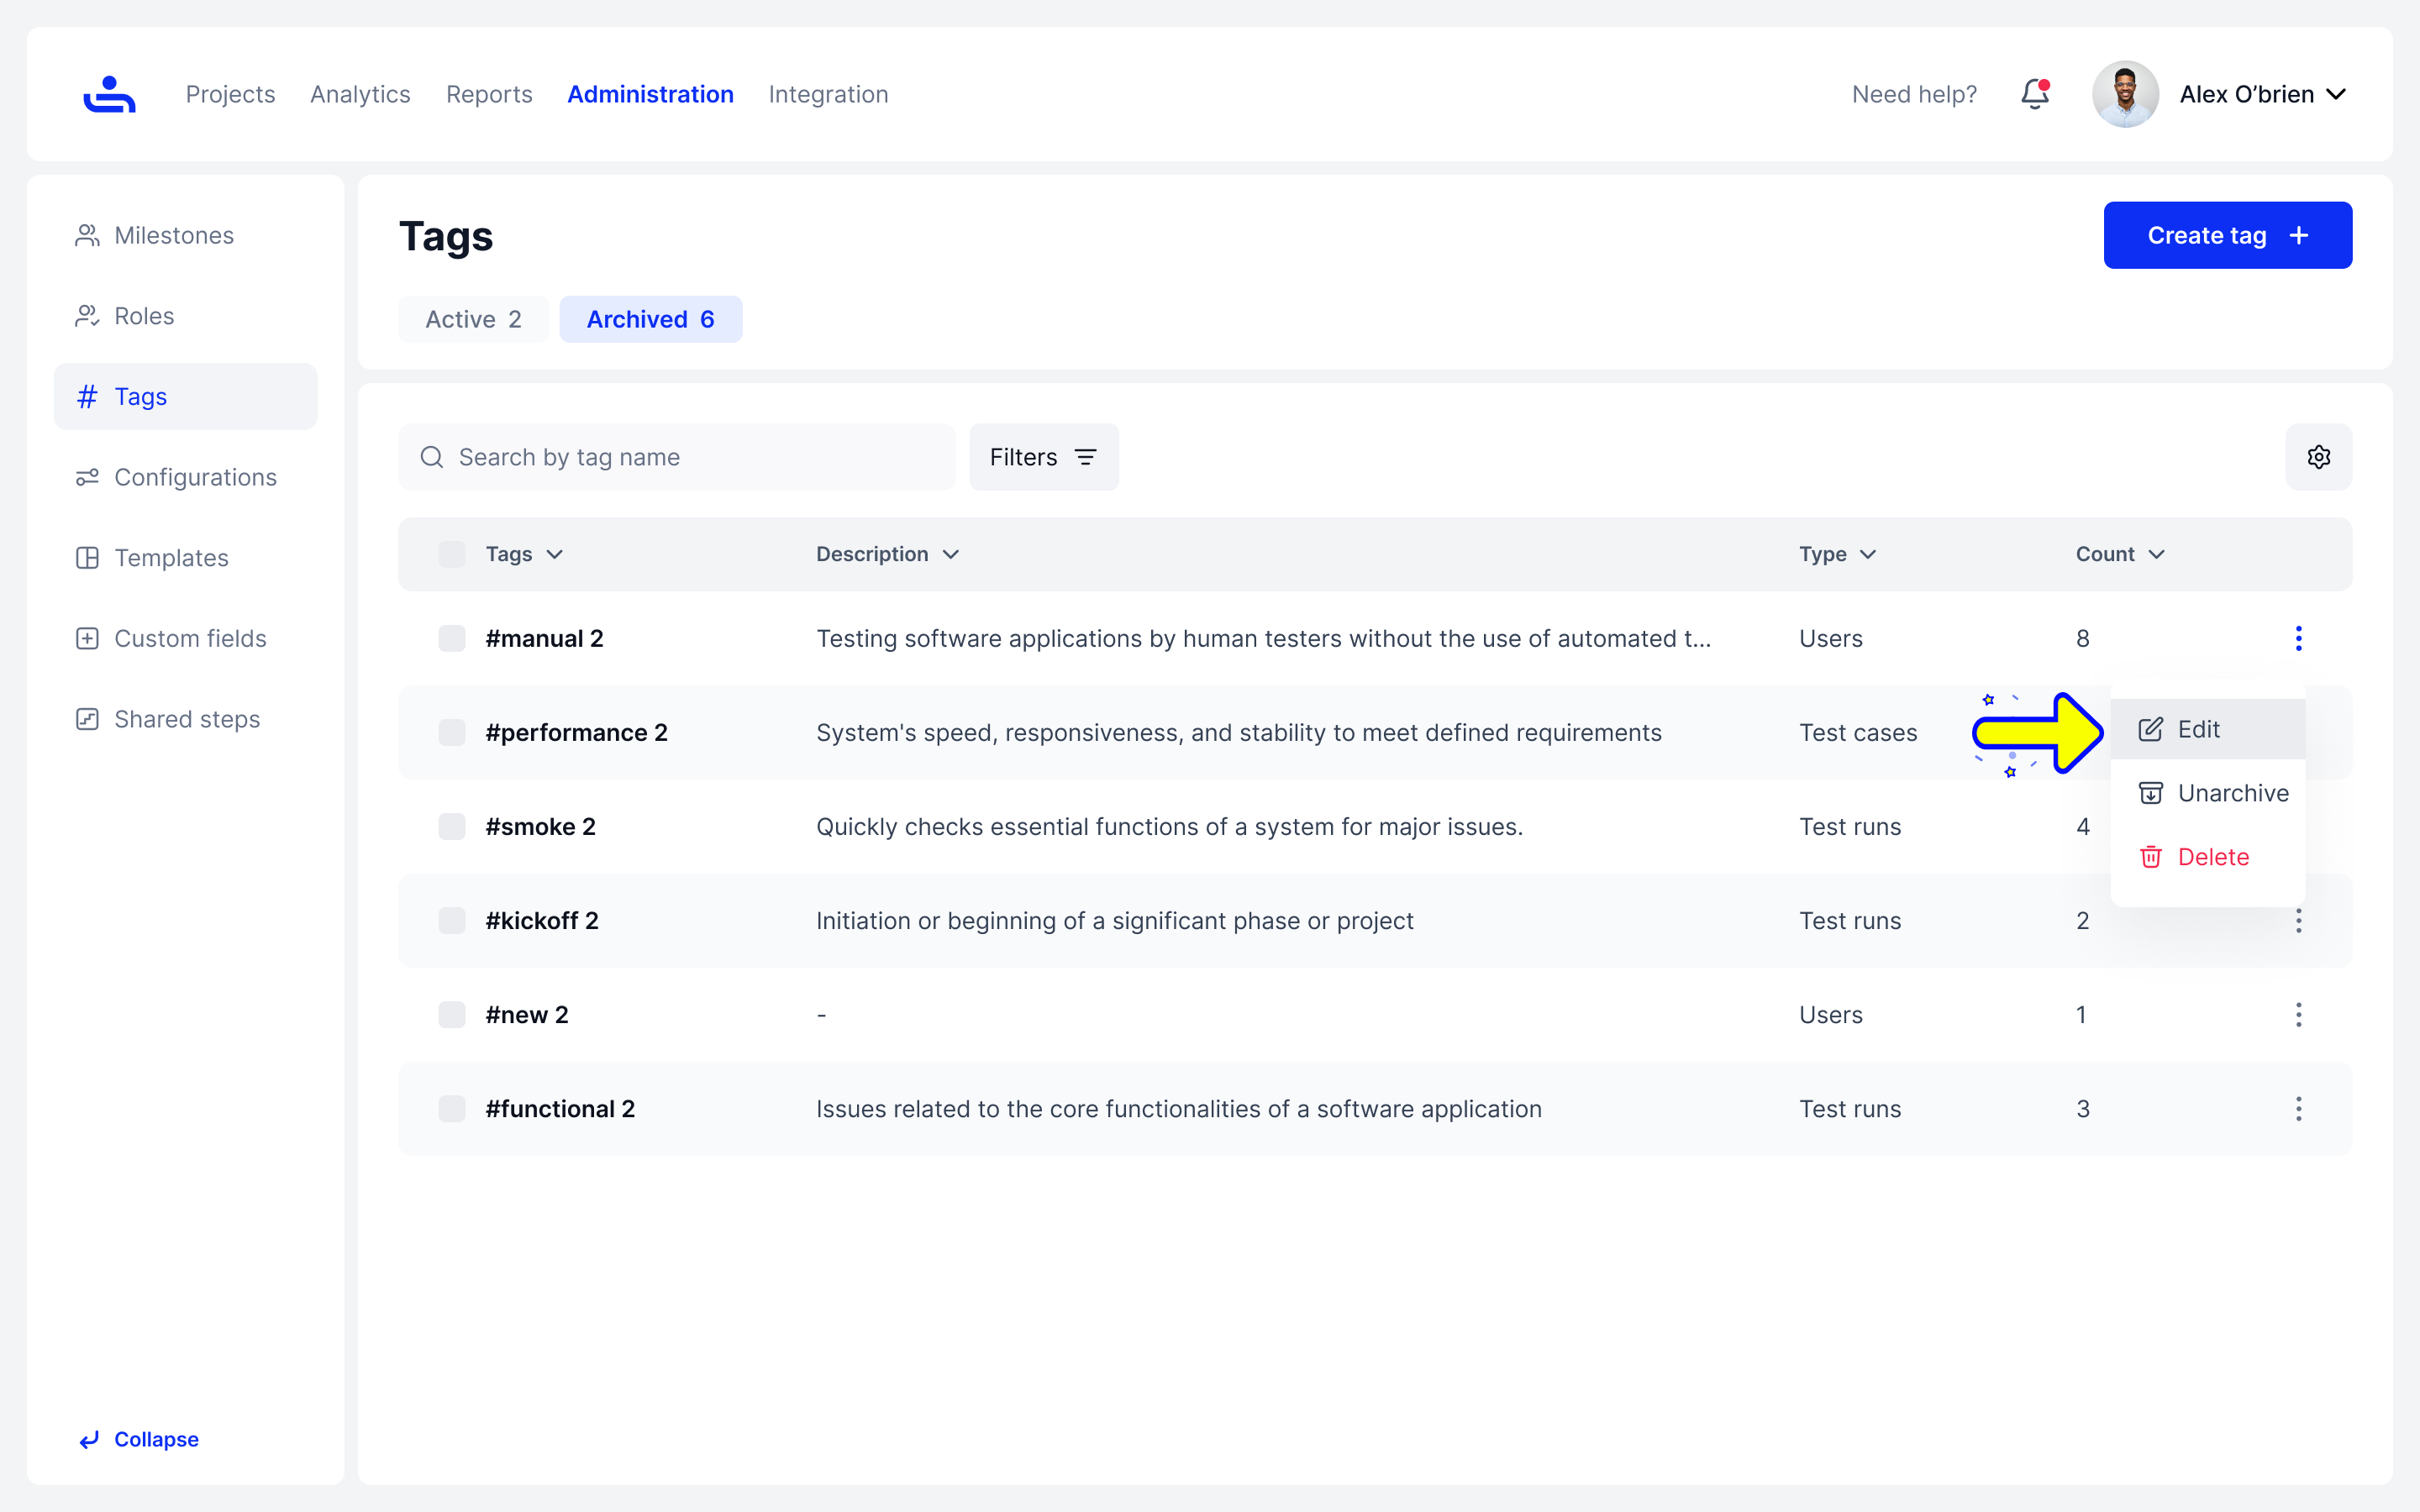 Projects Analytics Reports Administration Integration Need help? Alex O’brien
Milestones
Roles
Tags
Configurations
Templates
Custom fields
Shared steps
Collapse
Tags
Create tag
Active 2 Archived 6
Search by tag name Filters
Tags Description Type Count
#manual 2 Testing software applications by human testers without the use of automated t... Users 8
#performance 2 System's speed, responsiveness, and stability to meet defined requirements Test cases
#smoke 2 Quickly checks essential functions of a system for major issues. Test runs 4
#kickoff 2 Initiation or beginning of a significant phase or project Test runs 2
#new 2 - Users 1
#functional 2 Issues related to the core functionalities of a software application Test runs 3
Edit
Unarchive
Delete